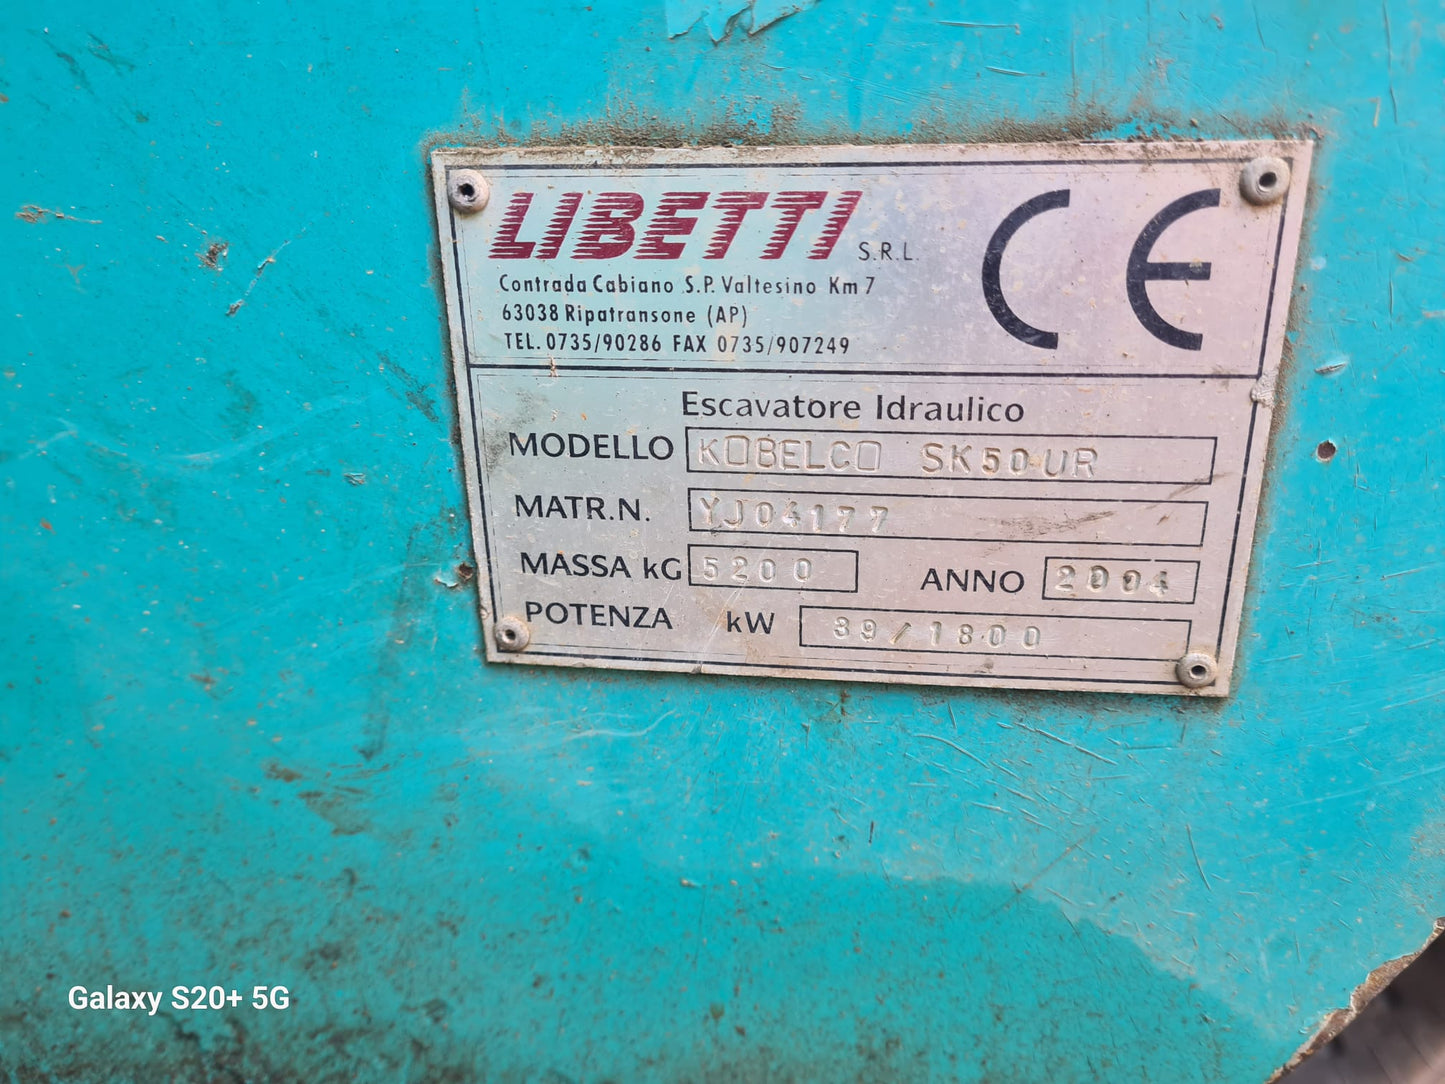 LIBETTI S.R.L.
Contrada Cabiano S.P. Valtesino Km 7
63038 Ripatransone (AP)
TEL. 0735/90286 FAX 0735/907249
CE
Escavatore Idraulico
MODELLO KOBELCO SK50UR
MATR.N. YJ04177
MASSA kG 5200 ANNO 2004
POTENZA kW 39/1800
Galaxy S20+ 5G